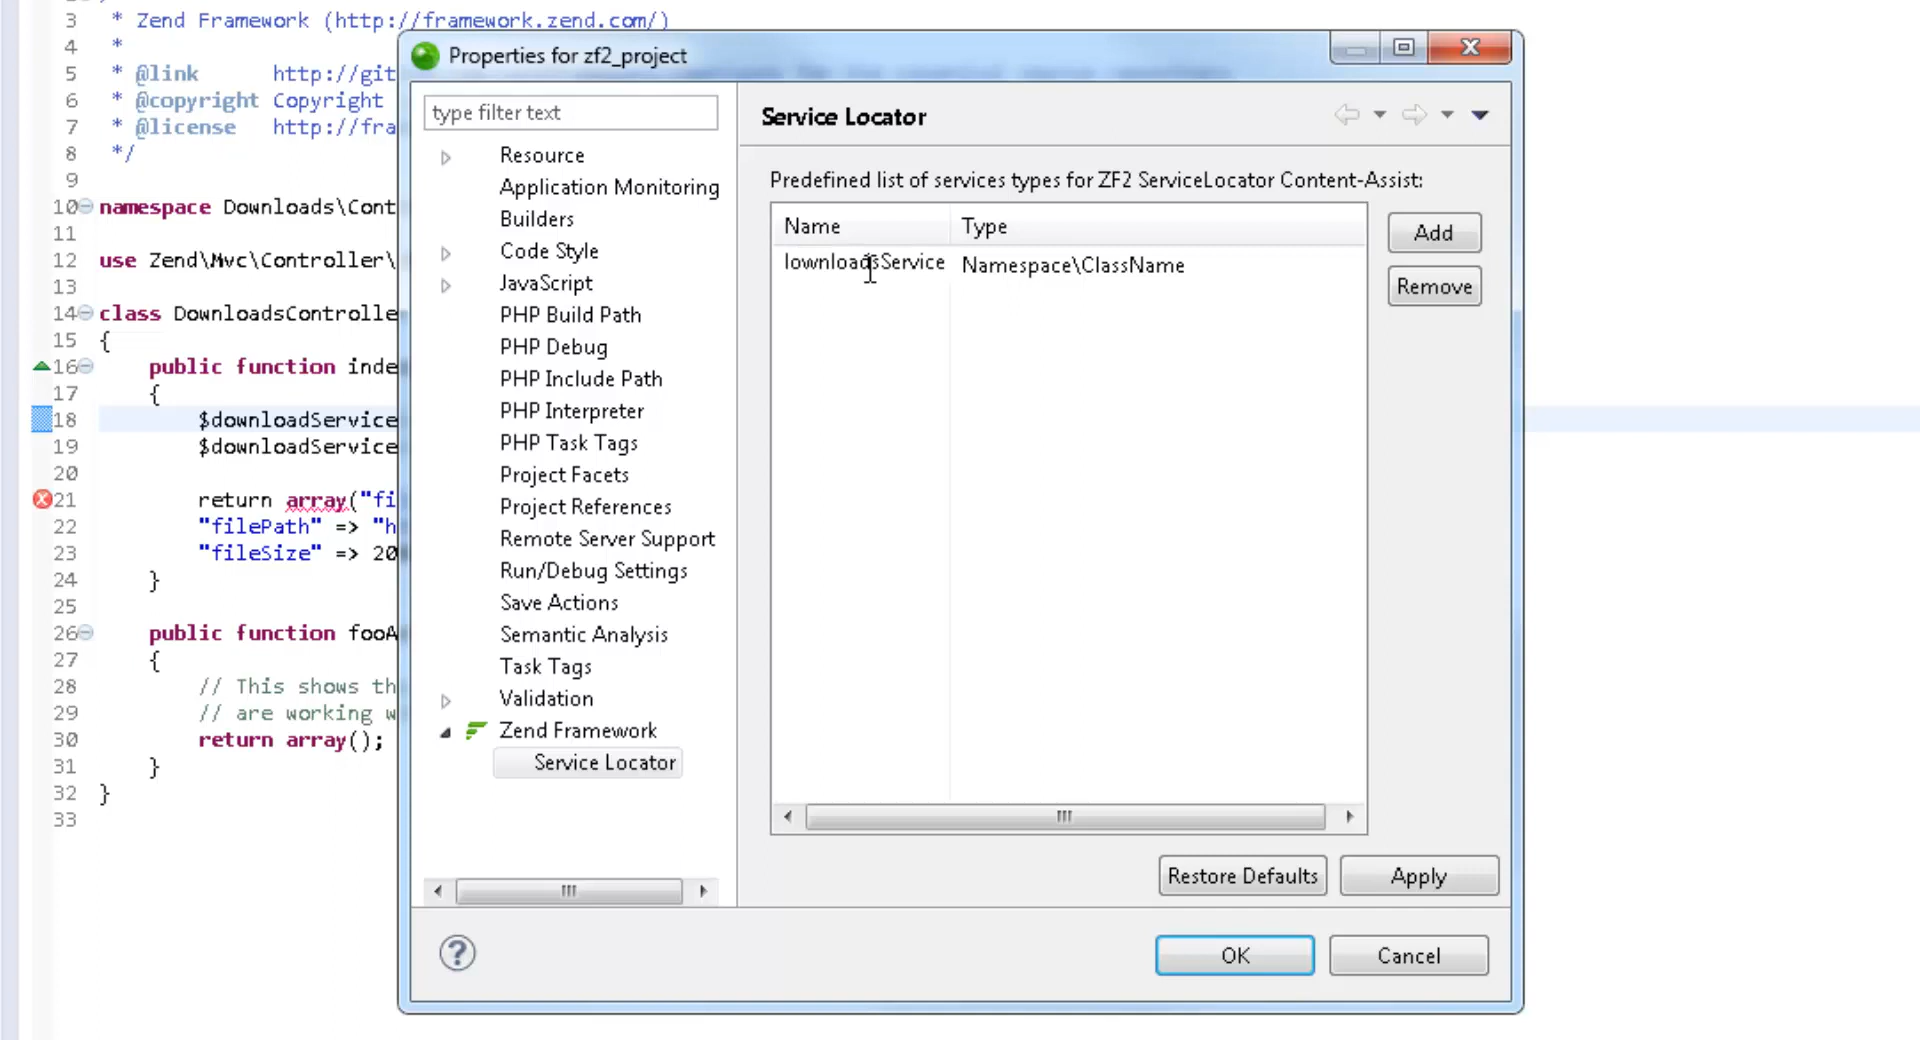 3 * Zend Framework (http://framework.zend.com/)
4 *
5 * @link http://git
6 * @copyright Copyright
7 * @license http://fra
8 */
9
10 namespace Downloads\Cont
11
12 use Zend\Mvc\Controller\
13
14 class DownloadsControlle
15 {
16 public function inde
17 {
18 $downloadService
19 $downloadService
20
21 return array("fi
22 "filePath" => "h
23 "fileSize" => 20
24 }
25
26 public function fooA
27 {
28 // This shows th
29 // are working w
30 return array();
31 }
32 }
33
Properties for zf2_project
type filter text
Resource
Application Monitoring
Builders
Code Style
JavaScript
PHP Build Path
PHP Debug
PHP Include Path
PHP Interpreter
PHP Task Tags
Project Facets
Project References
Remote Server Support
Run/Debug Settings
Save Actions
Semantic Analysis
Task Tags
Validation
Zend Framework
Service Locator
Service Locator
Predefined list of services types for ZF2 ServiceLocator Content-Assist:
Name Type
lownloadsService Namespace\ClassName
Add
Remove
Restore Defaults Apply
OK Cancel